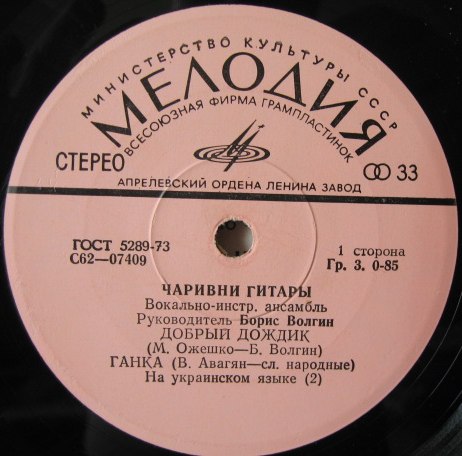 МИНИСТЕРСТВО КУЛЬТУРЫ СССР
МЕЛОДИЯ
ВСЕСОЮЗНАЯ ФИРМА ГРАМПЛАСТИНОК
СТЕРЕО
33
АПРЕЛЕВСКИЙ ОРДЕНА ЛЕНИНА ЗАВОД
ГОСТ 5289-73
С62—07409
1 сторона
Гр. 3. 0-85
ЧАРИВНИ ГИТАРЫ
Вокально-инстр. ансамбль
Руководитель Борис Волгин
ДОБРЫЙ ДОЖДИК
(М. Ожешко—Б. Волгин)
ГАНКА (В. Авагян—сл. народные)
На украинском языке (2)